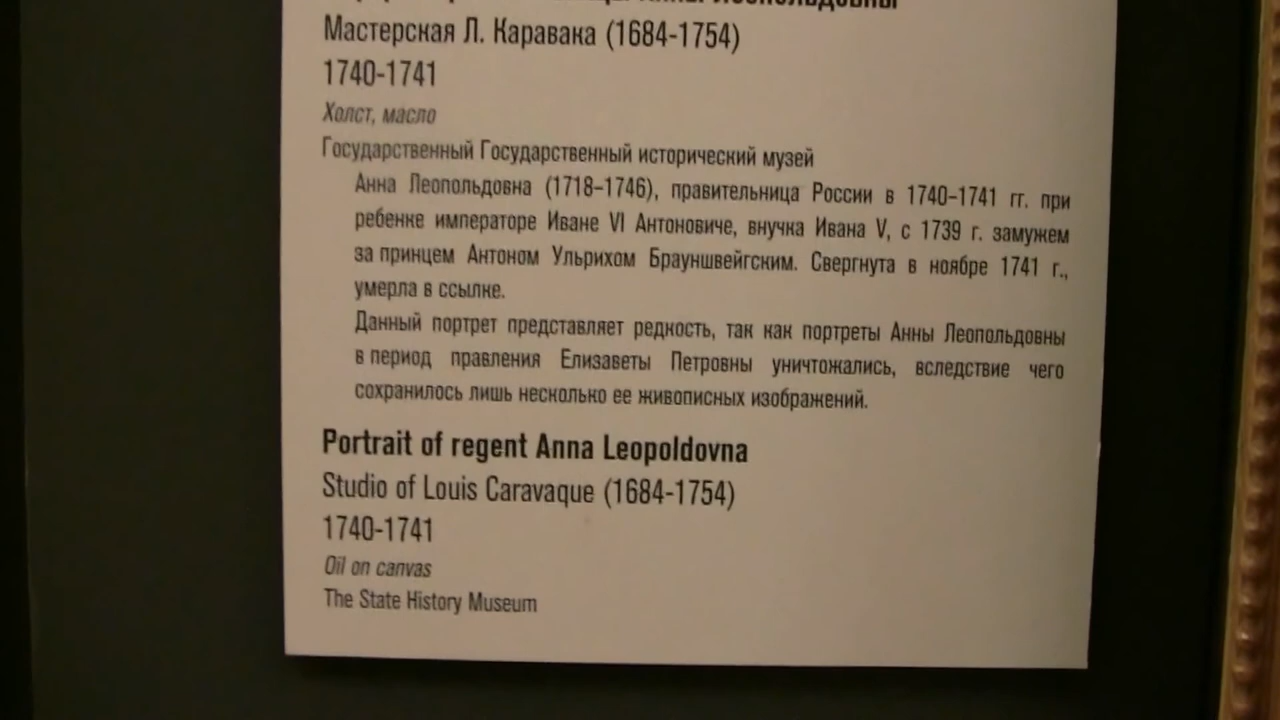 Анны Леопольдовны
Мастерская Л. Каравака (1684-1754)
1740-1741
Холст, масло
Государственный Государственный исторический музей
Анна Леопольдовна (1718–1746), правительница России в 1740–1741 гг. при
ребенке императоре Иване VI Антоновиче, внучка Ивана V, с 1739 г. замужем
за принцем Антоном Ульрихом Брауншвейгским. Свергнута в ноябре 1741 г.,
умерла в ссылке.
Данный портрет представляет редкость, так как портреты Анны Леопольдовны
в период правления Елизаветы Петровны уничтожались, вследствие чего
сохранилось лишь несколько ее живописных изображений.
Portrait of regent Anna Leopoldovna
Studio of Louis Caravaque (1684-1754)
1740-1741
Oil on canvas
The State History Museum